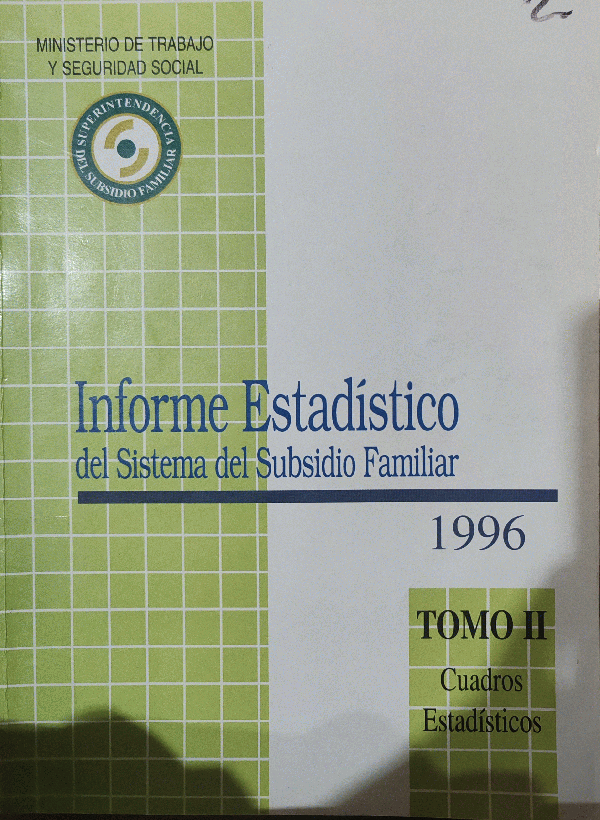 MINISTERIO DE TRABAJO
Y SEGURIDAD SOCIAL
SUPERINTENDENCIA
DEL SUBSIDIO FAMILIAR
Informe Estadístico
del Sistema del Subsidio Familiar
1996
TOMO II
Cuadros
Estadísticos